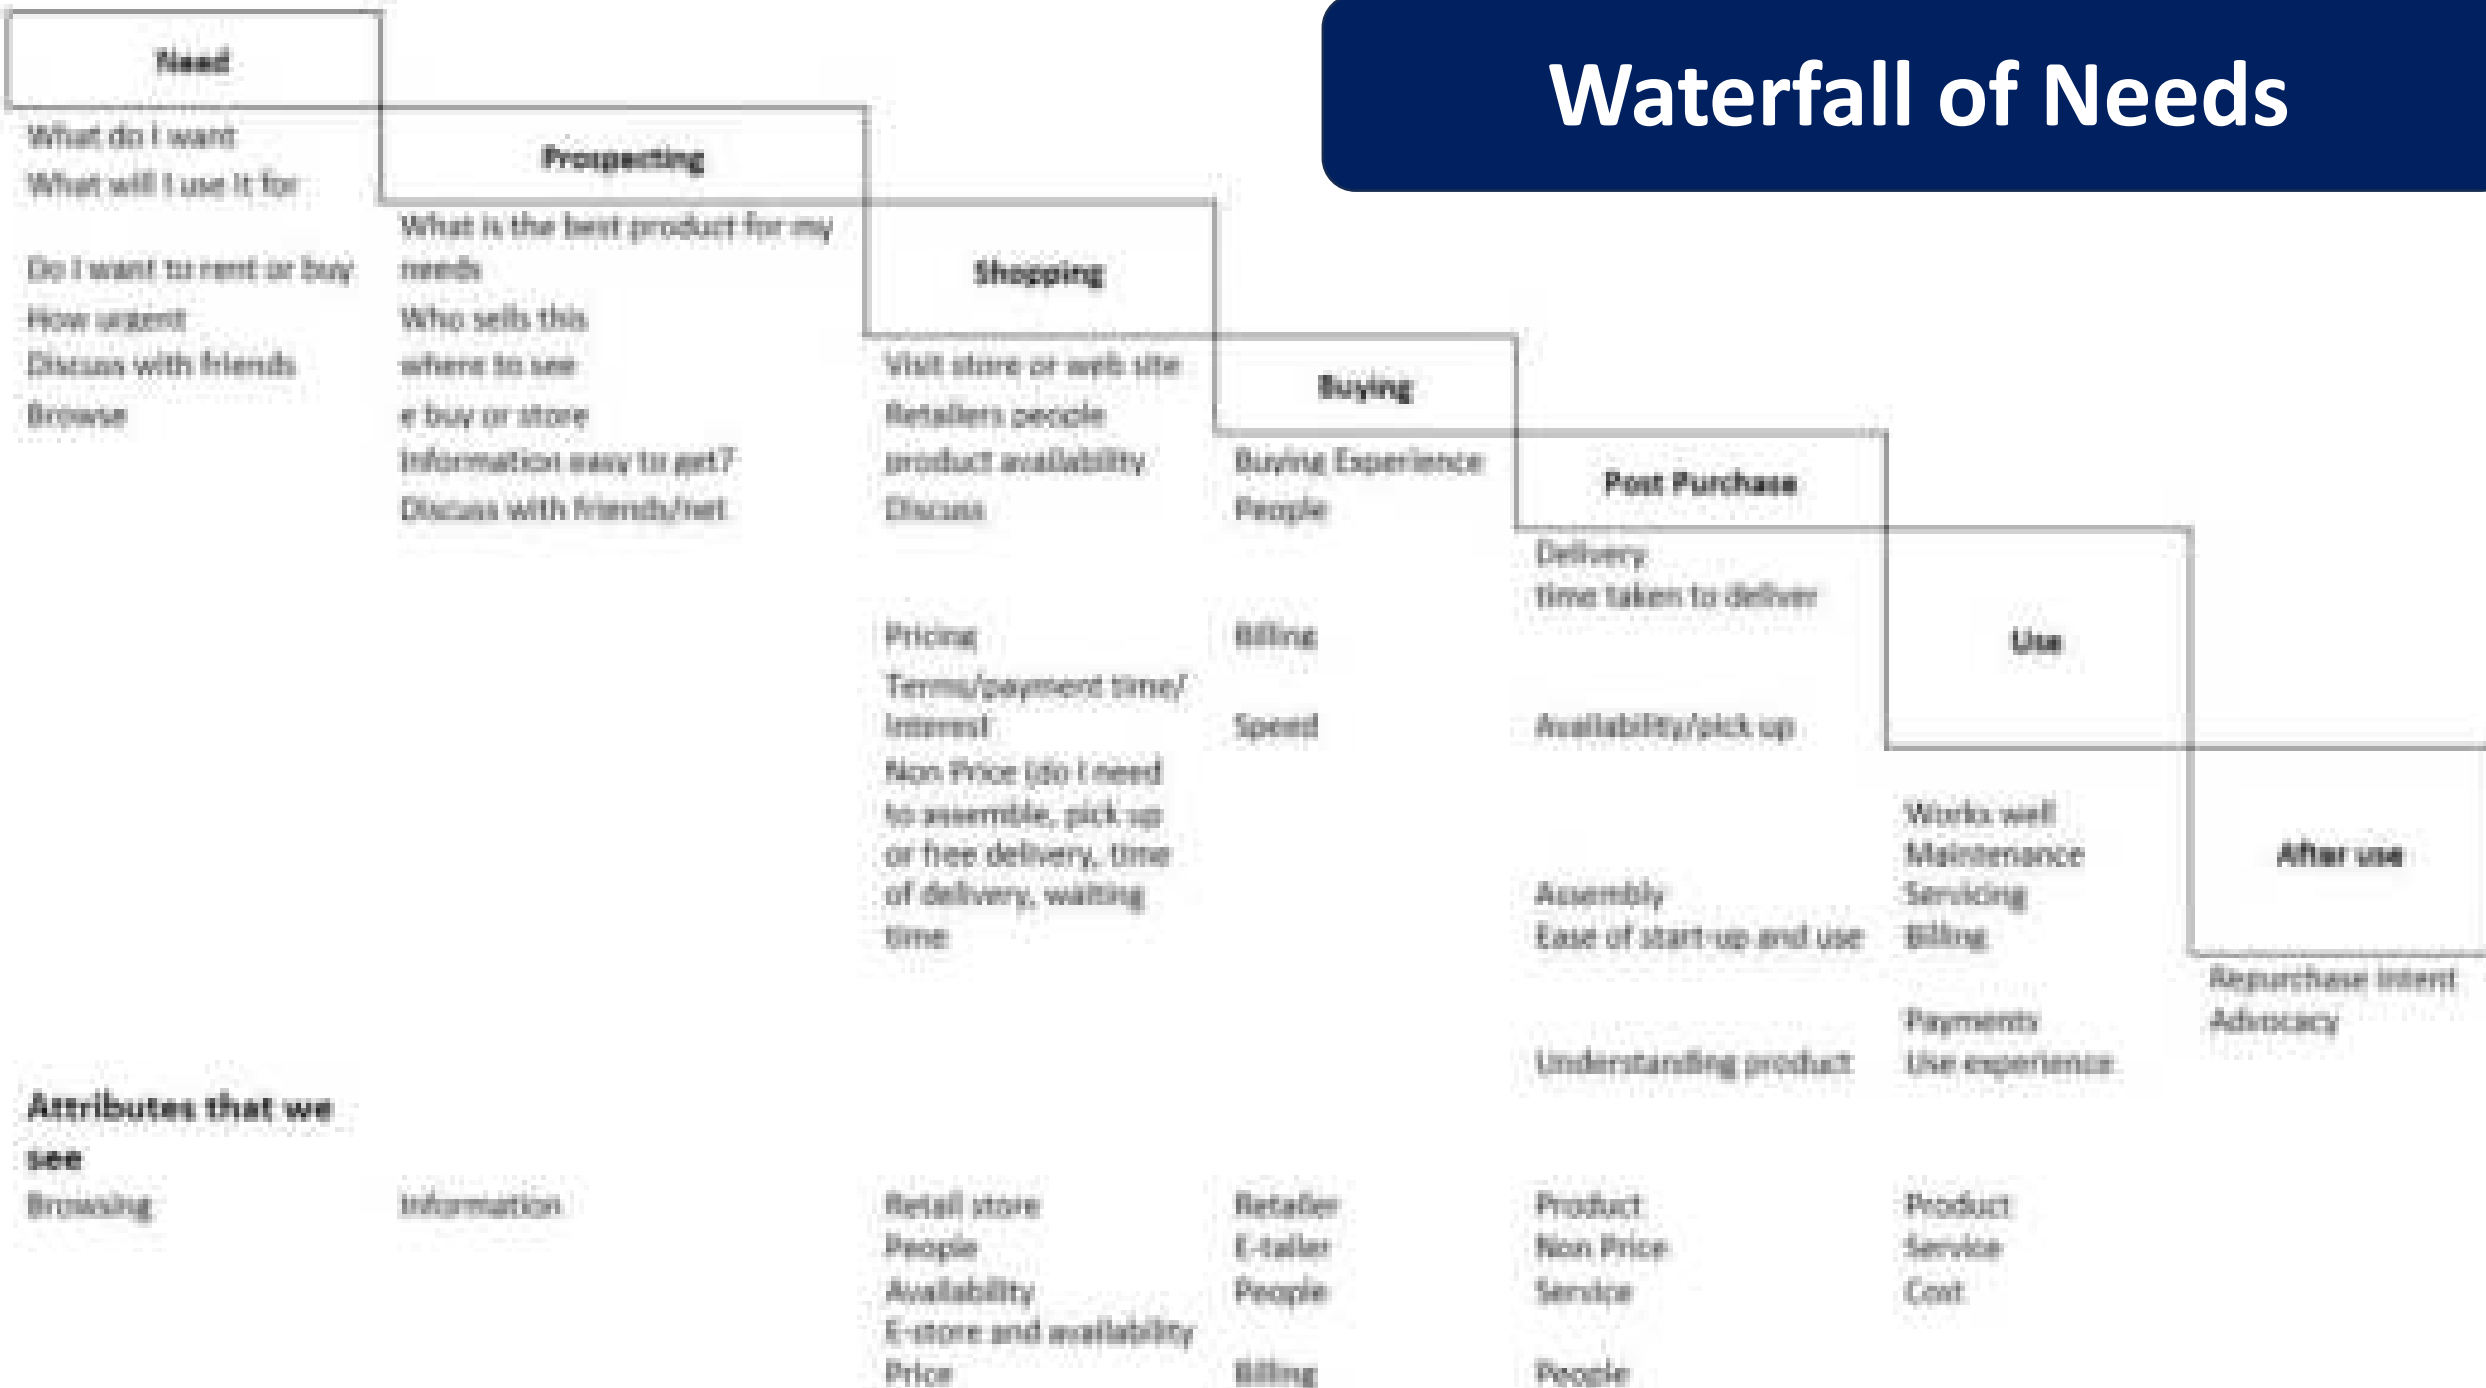 Waterfall of Needs
Need
What do I want
What will I use it for
Do I want to rent or buy
How urgent
Discuss with friends
Browse
Prospecting
What is the best product for my
needs
Who sells this
where to see
e buy or store
Information easy to get?
Discuss with friends/net
Shopping
Visit store or web site
Retailers people
product availability
Discuss
Pricing
Terms/payment time/
Interest
Non Price (do I need
to assemble, pick up
or free delivery, time
of delivery, waiting
time
Buying
Buying Experience
People
Billing
Speed
Post Purchase
Delivery
time taken to deliver
Availability/pick up
Assembly
Ease of start-up and use
Understanding product
Use
Works well
Maintenance
Servicing
Billing
Payments
Use experience
After use
Repurchase intent
Advocacy
Attributes that we
see
Browsing
Information
Retail store
People
Availability
E-store and availability
Price
Retailer
E-tailer
People
Billing
Product
Non Price
Service
People
Product
Service
Cost